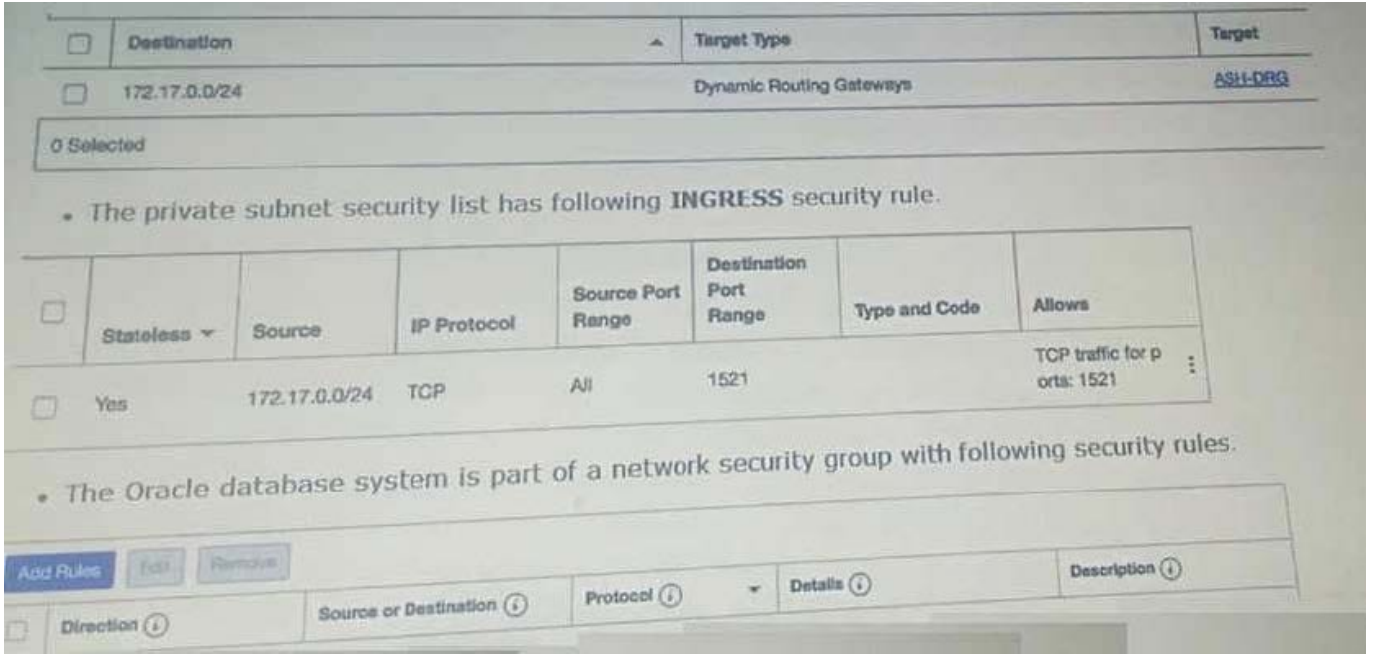 Destination Target Type Target
172.17.0.0/24 Dynamic Routing Gateways ASH-DRG
0 Selected
• The private subnet security list has following INGRESS security rule.
Stateless Source IP Protocol Source Port Range Destination Port Range Type and Code Allows
Yes 172.17.0.0/24 TCP All 1521 TCP traffic for p
orts: 1521
• The Oracle database system is part of a network security group with following security rules.
Add Rules Edit Remove
Direction Source or Destination Protocol Details Description